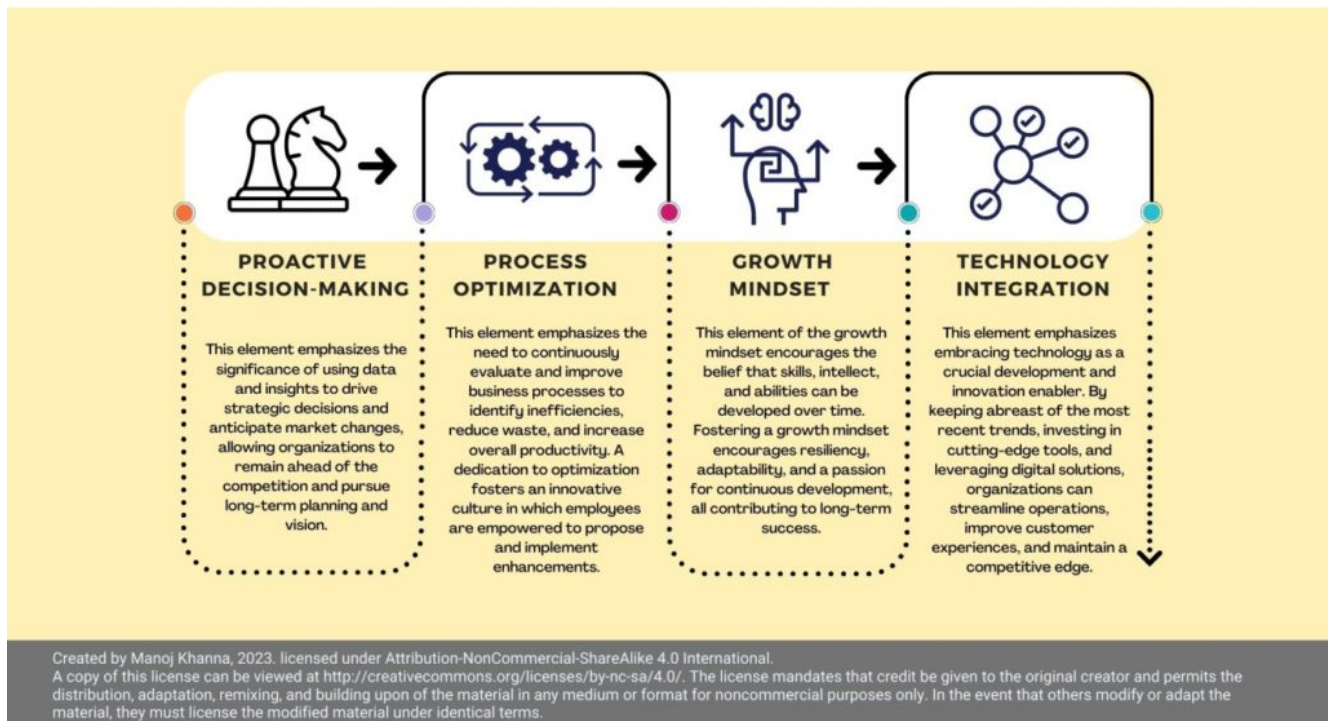 PROACTIVE
DECISION-MAKING
This element emphasizes the
significance of using data
and insights to drive
strategic decisions and
anticipate market changes,
allowing organizations to
remain ahead of the
competition and pursue
long-term planning and
vision.
PROCESS
OPTIMIZATION
This element emphasizes the
need to continuously
evaluate and improve
business processes to
identify inefficiencies,
reduce waste, and increase
overall productivity. A
dedication to optimization
fosters an innovative
culture in which employees
are empowered to propose
and implement
enhancements.
GROWTH
MINDSET
This element of the growth
mindset encourages the
belief that skills, intellect,
and abilities can be
developed over time.
Fostering a growth mindset
encourages resiliency,
adaptability, and a passion
for continuous development,
all contributing to long-term
success.
TECHNOLOGY
INTEGRATION
This element emphasizes
embracing technology as a
crucial development and
innovation enabler. By
keeping abreast of the most
recent trends, investing in
cutting-edge tools, and
leveraging digital solutions,
organizations can
streamline operations,
improve customer
experiences, and maintain a
competitive edge.
Created by Manoj Khanna, 2023. licensed under Attribution-NonCommercial-ShareAlike 4.0 International.
A copy of this license can be viewed at http://creativecommons.org/licenses/by-nc-sa/4.0/. The license mandates that credit be given to the original creator and permits the
distribution, adaptation, remixing, and building upon of the material in any medium or format for noncommercial purposes only. In the event that others modify or adapt the
material, they must license the modified material under identical terms.